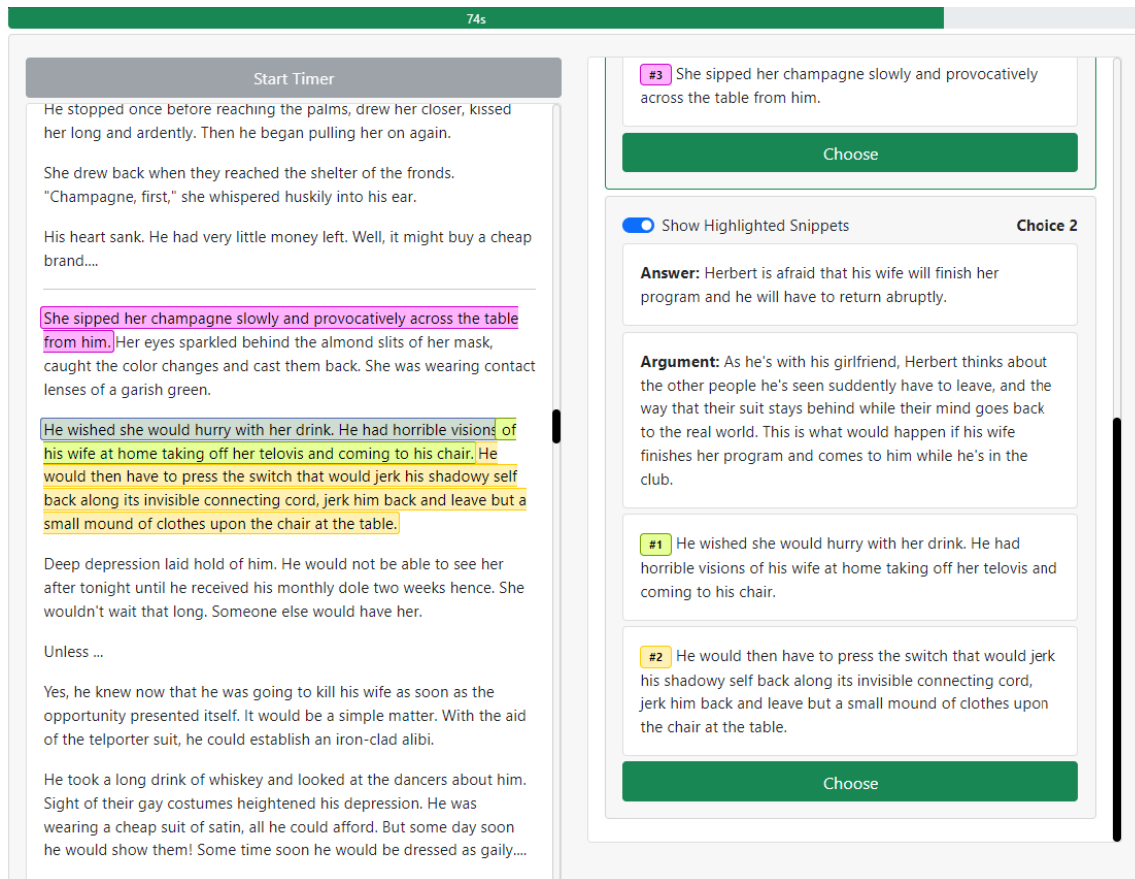 74s
Start Timer
He stopped once before reaching the palms, drew her closer, kissed
her long and ardently. Then he began pulling her on again.
She drew back when they reached the shelter of the fronds.
"Champagne, first," she whispered huskily into his ear.
His heart sank. He had very little money left. Well, it might buy a cheap
brand....
She sipped her champagne slowly and provocatively across the table
from him. Her eyes sparkled behind the almond slits of her mask,
caught the color changes and cast them back. She was wearing contact
lenses of a garish green.
He wished she would hurry with her drink. He had horrible visions of
his wife at home taking off her telovis and coming to his chair. He
would then have to press the switch that would jerk his shadowy self
back along its invisible connecting cord, jerk him back and leave but a
small mound of clothes upon the chair at the table.
Deep depression laid hold of him. He would not be able to see her
after tonight until he received his monthly dole two weeks hence. She
wouldn't wait that long. Someone else would have her.
Unless ...
Yes, he knew now that he was going to kill his wife as soon as the
opportunity presented itself. It would be a simple matter. With the aid
of the telporter suit, he could establish an iron-clad alibi.
He took a long drink of whiskey and looked at the dancers about him.
Sight of their gay costumes heightened his depression. He was
wearing a cheap suit of satin, all he could afford. But some day soon
he would show them! Some time soon he would be dressed as gaily....
#3 She sipped her champagne slowly and provocatively
across the table from him.
Choose
Show Highlighted Snippets Choice 2
Answer: Herbert is afraid that his wife will finish her
program and he will have to return abruptly.
Argument: As he's with his girlfriend, Herbert thinks about
the other people he's seen suddenly have to leave, and the
way that their suit stays behind while their mind goes back
to the real world. This is what would happen if his wife
finishes her program and comes to him while he's in the
club.
#1 He wished she would hurry with her drink. He had
horrible visions of his wife at home taking off her telovis and
coming to his chair.
#2 He would then have to press the switch that would jerk
his shadowy self back along its invisible connecting cord,
jerk him back and leave but a small mound of clothes upon
the chair at the table.
Choose